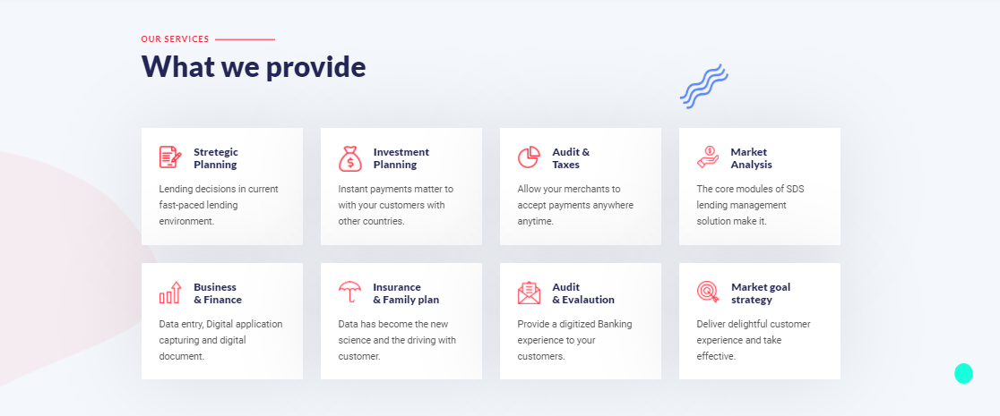 OUR SERVICES
What we provide
Stretegic
Planning
Lending decisions in current
fast-paced lending
environment.
Investment
Planning
Instant payments matter to
with your customers with
other countries.
Audit &
Taxes
Allow your merchants to
accept payments anywhere
anytime.
Market
Analysis
The core modules of SDS
lending management
solution make it.
Business
& Finance
Data entry, Digital application
capturing and digital
document.
Insurance
& Family plan
Data has become the new
science and the driving with
customer.
Audit
& Evalaution
Provide a digitized Banking
experience to your
customers.
Market goal
strategy
Deliver delightful customer
experience and take
effective.